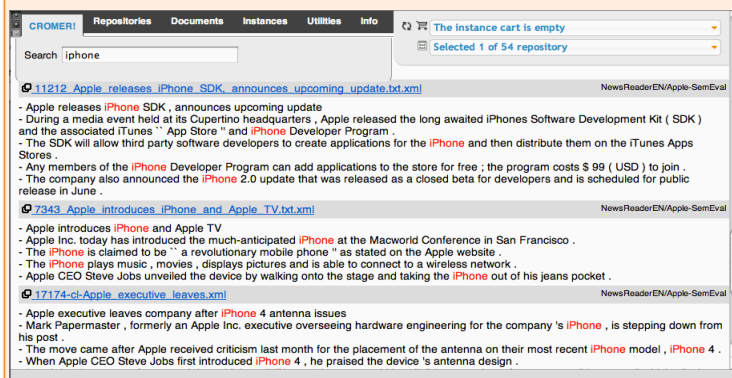 CROMER! Repositories Documents Instances Utilities Info
The instance cart is empty
Selected 1 of 54 repository
Search iphone
11212_Apple_releases_iPhone_SDK,_announces_upcoming_update.txt.xml NewsReaderEN/Apple-SemEval
- Apple releases iPhone SDK , announces upcoming update
- During a media event held at its Cupertino headquarters , Apple released the long awaited iPhones Software Development Kit ( SDK )
and the associated iTunes `` App Store '' and iPhone Developer Program .
- The SDK will allow third party software developers to create applications for the iPhone and then distribute them on the iTunes Apps
Stores .
- Any members of the iPhone Developer Program can add applications to the store for free ; the program costs $ 99 ( USD ) to join .
- The company also announced the iPhone 2.0 update that was released as a closed beta for developers and is scheduled for public
release in June .
7343_Apple_introduces_iPhone_and_Apple_TV.txt.xml NewsReaderEN/Apple-SemEval
- Apple introduces iPhone and Apple TV
- Apple Inc. today has introduced the much-anticipated iPhone at the Macworld Conference in San Francisco .
- The iPhone is claimed to be `` a revolutionary mobile phone '' as stated on the Apple website .
- The iPhone plays music , movies , displays pictures and is able to connect to a wireless network .
- Apple CEO Steve Jobs unveiled the device by walking onto the stage and taking the iPhone out of his jeans pocket .
17174-cl-Apple_executive_leaves.xml NewsReaderEN/Apple-SemEval
- Apple executive leaves company after iPhone 4 antenna issues
- Mark Papermaster , formerly an Apple Inc. executive overseeing hardware engineering for the company 's iPhone , is stepping down from
his post .
- The move came after Apple received criticism last month for the placement of the antenna on their most recent iPhone model , iPhone 4 .
- When Apple CEO Steve Jobs first introduced iPhone 4 , he praised the device 's antenna design .